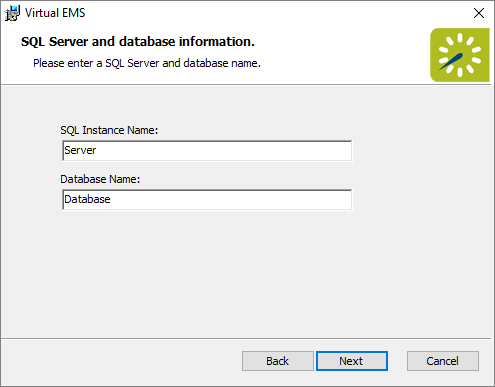 Virtual EMS
SQL Server and database information.
Please enter a SQL Server and database name.
SQL Instance Name:
Server
Database Name:
Database
Back
Next
Cancel